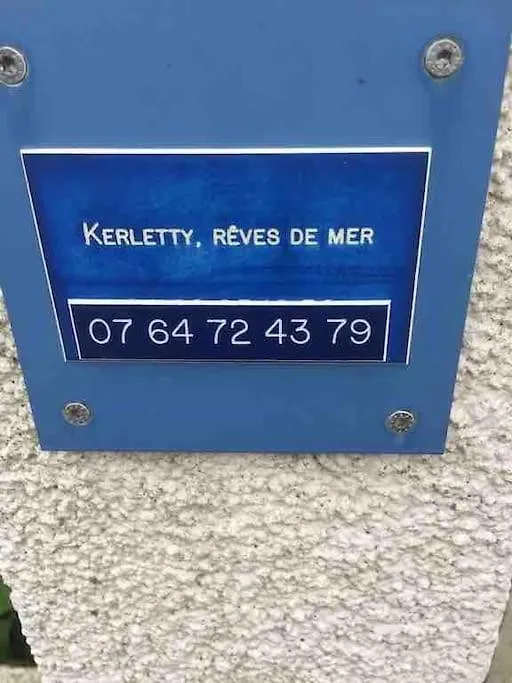 KERLETTY, RÊVES DE MER
07 64 72 43 79